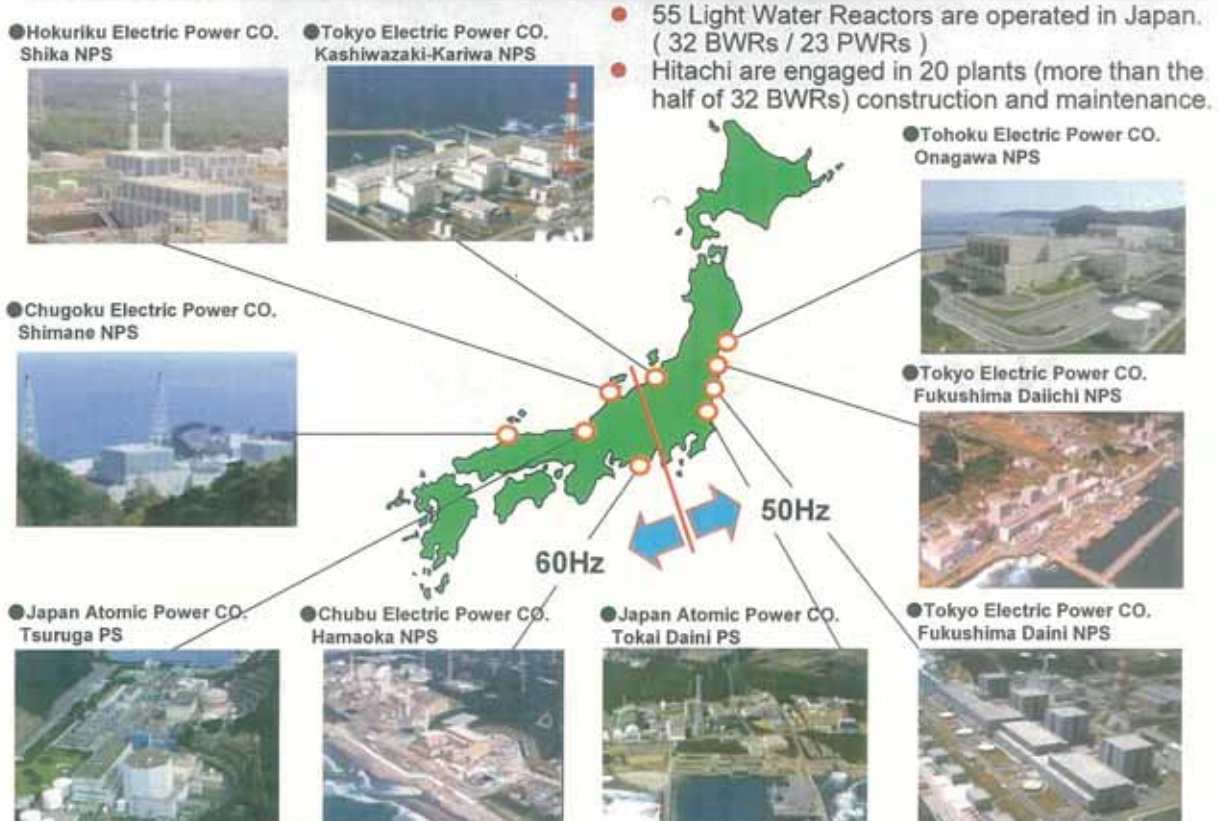 ● 55 Light Water Reactors are operated in Japan.
( 32 BWRs / 23 PWRs )
● Hitachi are engaged in 20 plants (more than the
half of 32 BWRs) construction and maintenance.
●Hokuriku Electric Power CO.
Shika NPS
●Tokyo Electric Power CO.
Kashiwazaki-Kariwa NPS
●Tohoku Electric Power CO.
Onagawa NPS
●Chugoku Electric Power CO.
Shimane NPS
●Tokyo Electric Power CO.
Fukushima Daiichi NPS
50Hz
60Hz
●Japan Atomic Power CO.
Tsuruga PS
●Chubu Electric Power CO.
Hamaoka NPS
●Japan Atomic Power CO.
Tokai Daini PS
●Tokyo Electric Power CO.
Fukushima Daini NPS